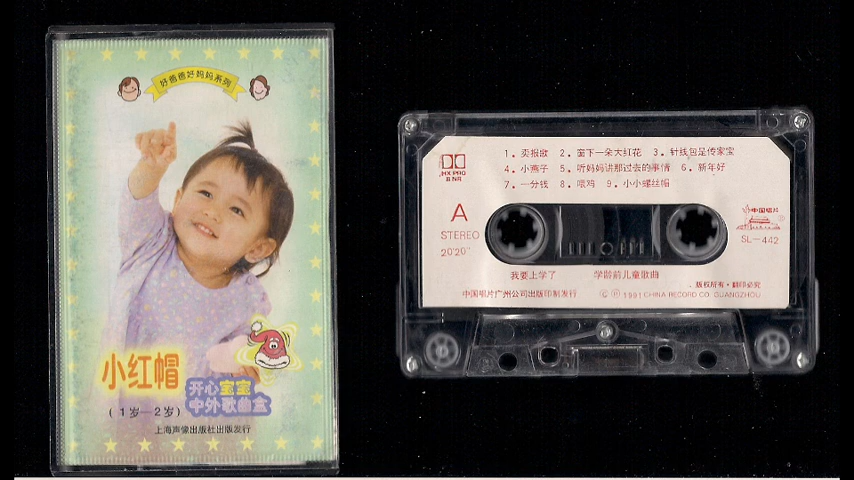 好爸爸好妈妈系列
小红帽
开心宝宝
中外歌曲盒
(1岁—2岁)
上海声像出版社出版发行
HX PRO
B NR
1. 卖报歌 2. 窗下一朵大红花 3. 针线包是传家宝
4. 小燕子 5. 听妈妈讲那过去的事情 6. 新年好
7. 一分钱 8. 喂鸡 9. 小小螺丝帽
A
STEREO
20'20"
中国唱片
SL-442
我要上学了 学龄前儿童歌曲
版权所有·翻印必究
中国唱片广州公司出版印制发行
© ℗ 1991 CHINA RECORD CO. GUANGZHOU